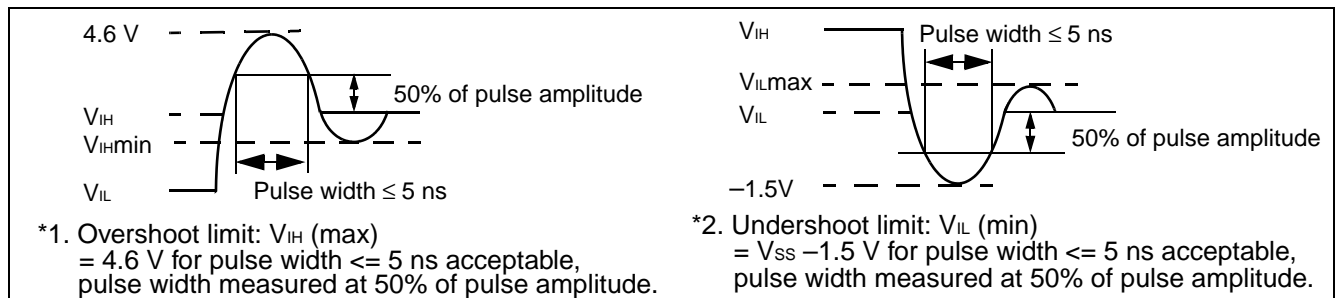 4.6 V
50% of pulse amplitude
VIH
VIHmin
VIL
Pulse width ≤ 5 ns
*1. Overshoot limit: VIH (max)
= 4.6 V for pulse width <= 5 ns acceptable,
pulse width measured at 50% of pulse amplitude.
VIH
Pulse width ≤ 5 ns
VILmax
VIL
50% of pulse amplitude
–1.5V
*2. Undershoot limit: VIL (min)
= VSS –1.5 V for pulse width <= 5 ns acceptable,
pulse width measured at 50% of pulse amplitude.